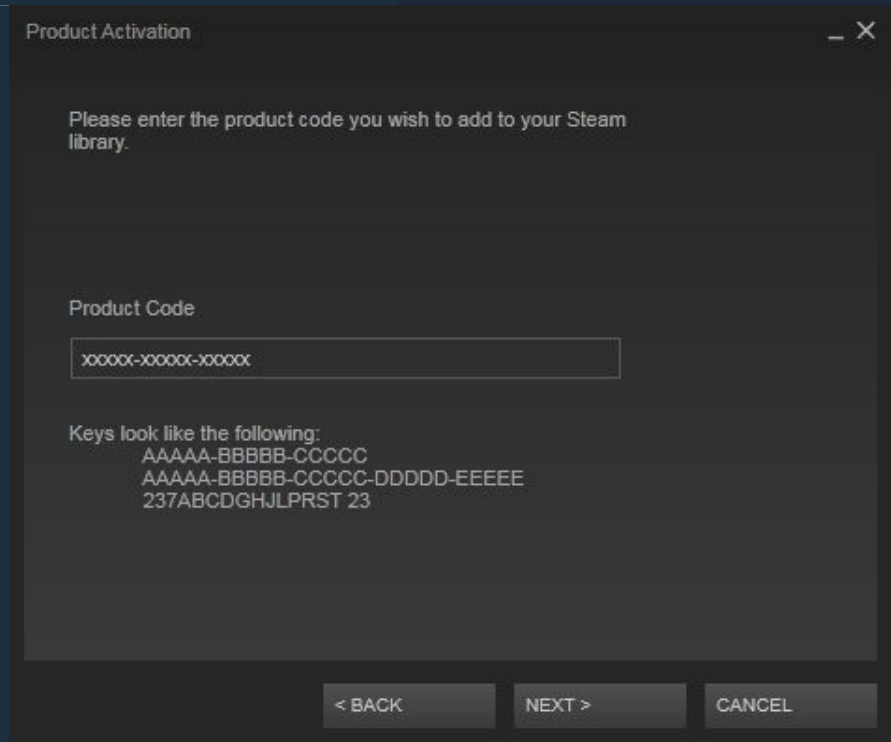 Product Activation
Please enter the product code you wish to add to your Steam
library.
Product Code
xxxxx-xxxxx-xxxxx
Keys look like the following:
AAAAA-BBBBB-CCCCC
AAAAA-BBBBB-CCCCC-DDDDD-EEEEE
237ABCDGHJLPRST 23
< BACK NEXT > CANCEL